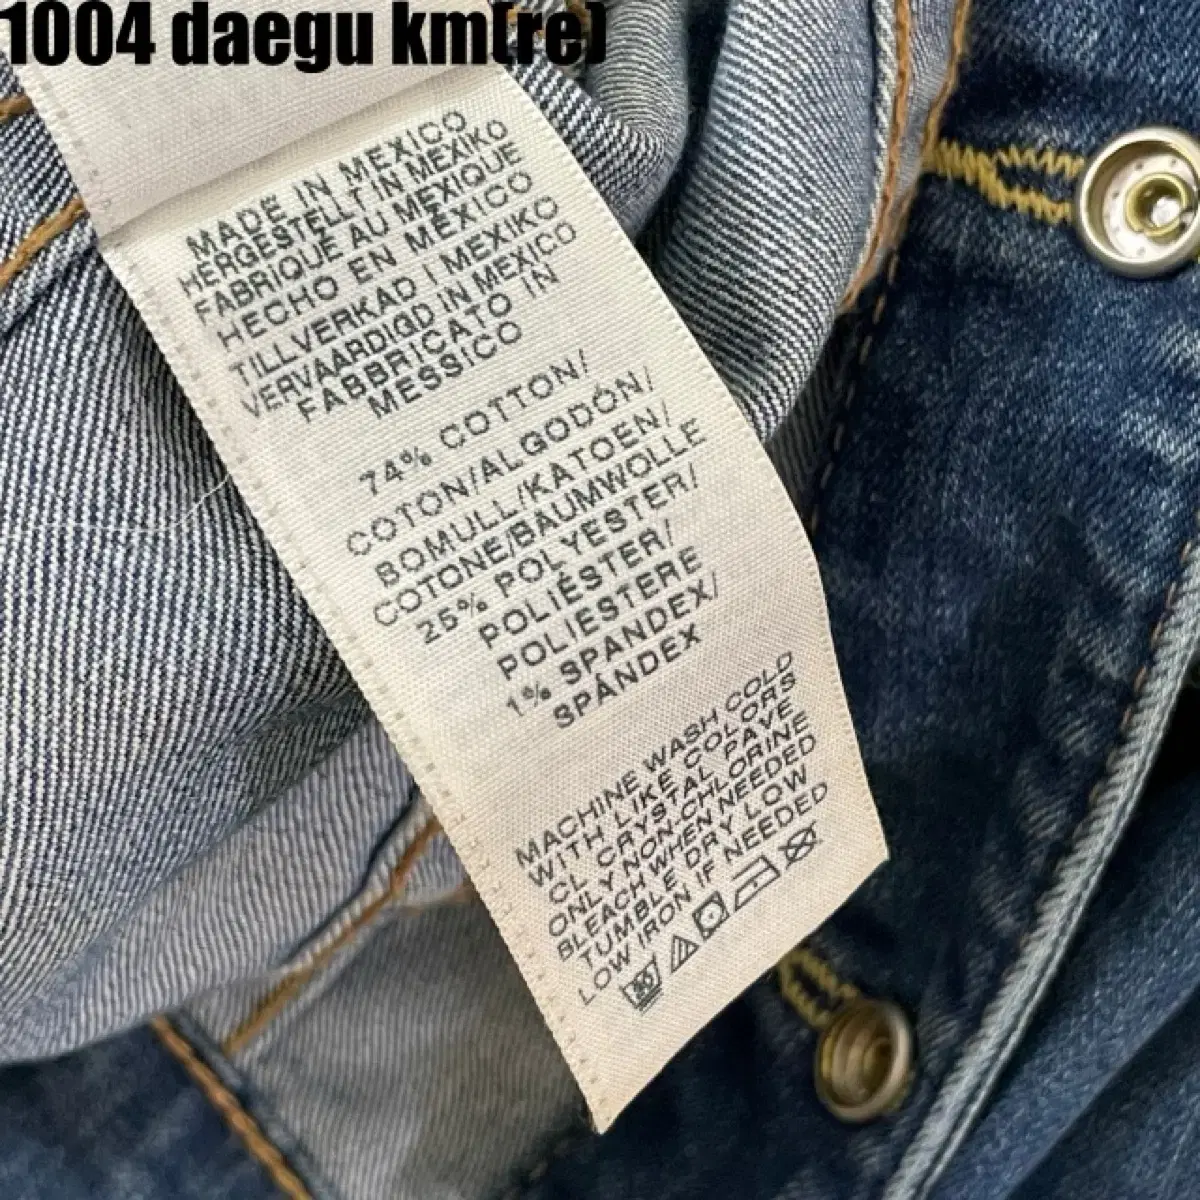 1004 daegu km(re)
MADE IN MEXICO
HERGESTELLT IN MEXIKO
FABRIQUÉ AU MEXIQUE
HECHO EN MÉXICO
TILLVERKAD I MEXIKO
VERVAARDIGD IN MEXICO
FABBRICATO IN
MESSICO
74% COTTON/
COTON/ALGODÓN/
BOMULL/KATOEN/
COTONE/BAUMWOLLE
25% POLYESTER/
POLIÉSTER/
POLIESTERE
1% SPANDEX/
SPÁNDEX
MACHINE WASH COLD
WITH LIKE COLORS
CL CRYSTAL PAVE
ONLY NON-CHLORINE
BLEACH WHEN NEEDED
TUMBLE DRY LOW
LOW IRON IF NEEDED